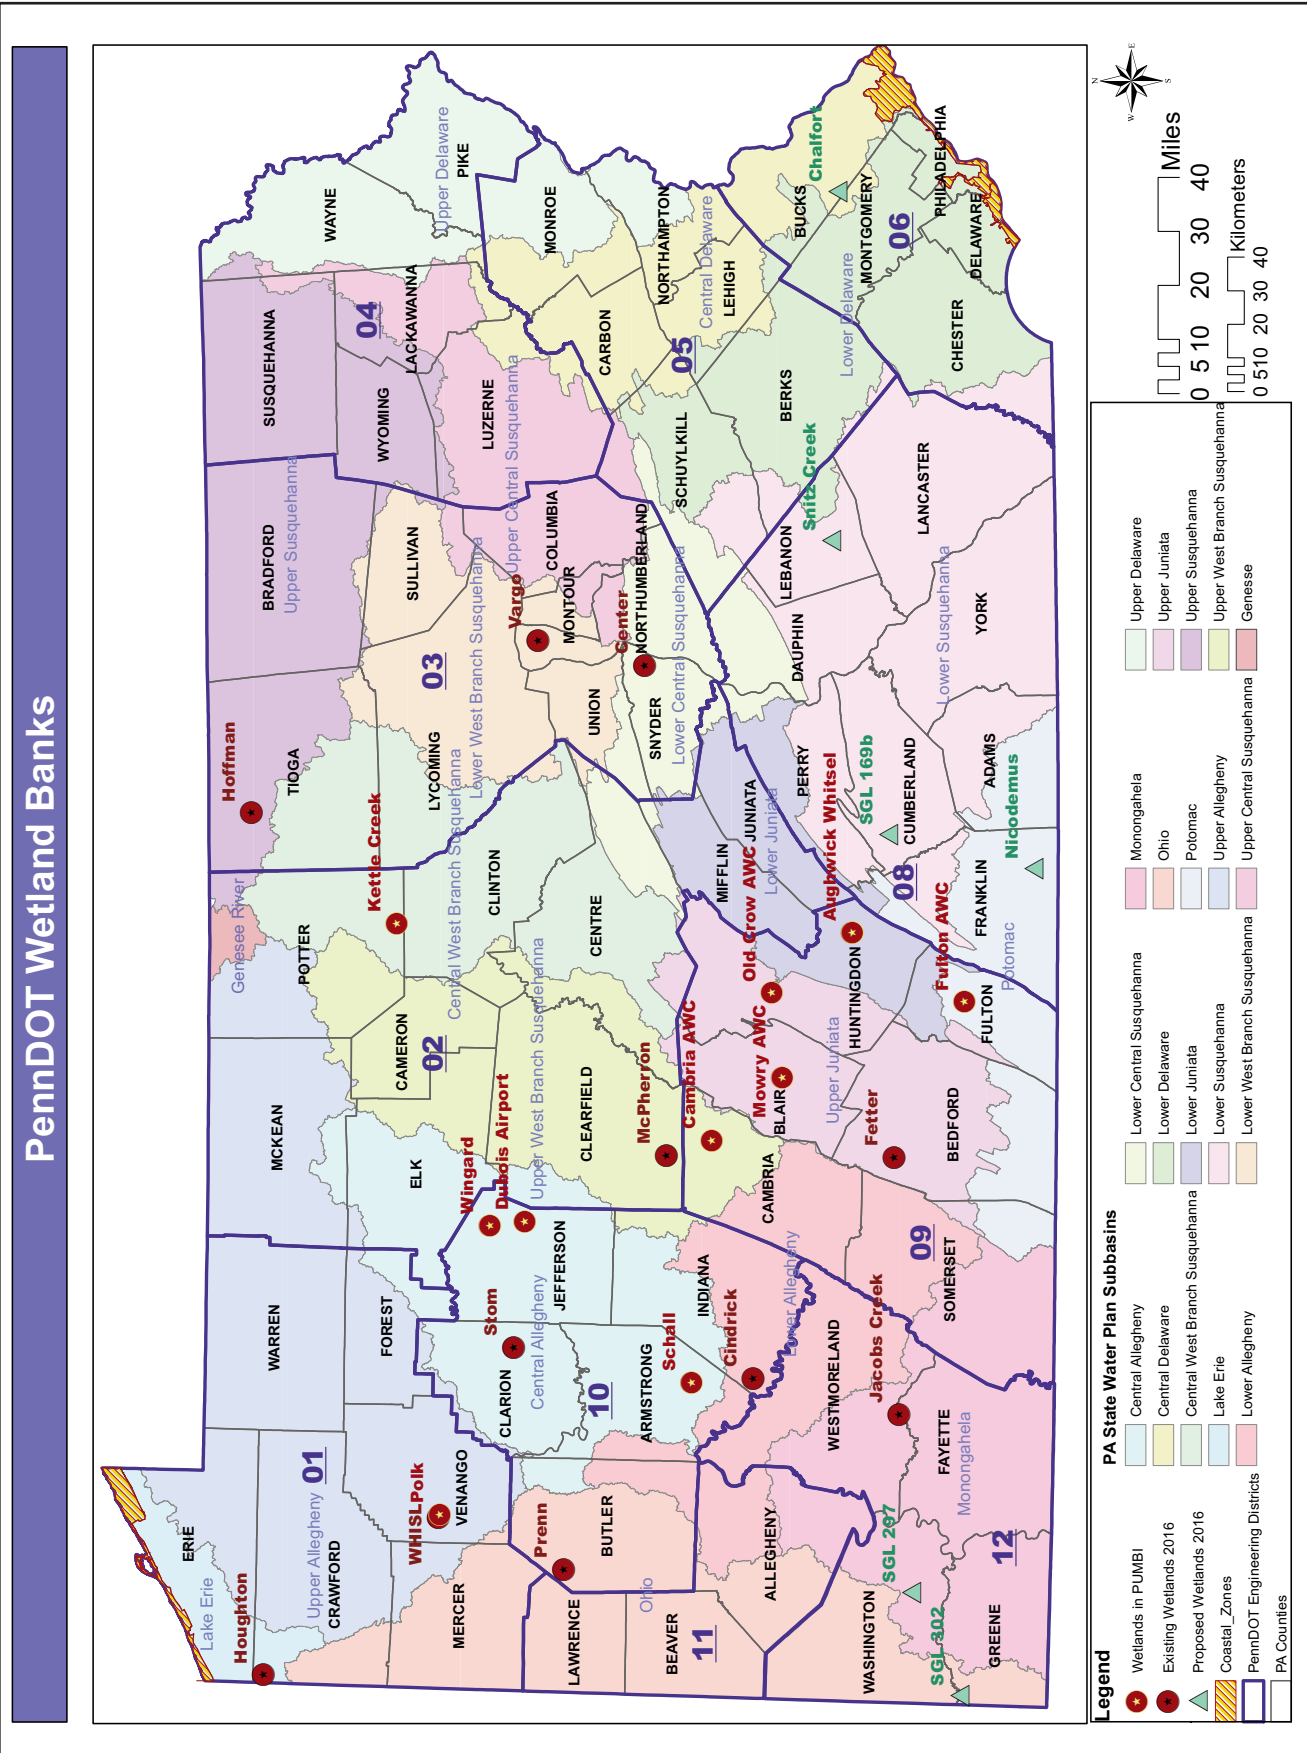 PennDOT Wetland Banks
Houghton
Lake Erie
ERIE
Upper Allegheny
CRAWFORD
01
WARREN
MCKEAN
Genesee River
POTTER
Hoffman
TIOGA
BRADFORD
Upper Susquehanna
SUSQUEHANNA
WAYNE
Upper Delaware
PIKE
WHISLPolk
VENANGO
MERCER
FOREST
ELK
CAMERON
02
Kettle Creek
LYCOMING
03
SULLIVAN
WYOMING
04
LACKAWANNA
Wingard
Dubois Airport
Stom
CLARION
Central Allegheny
JEFFERSON
Upper West Branch Susquehanna
Central West Branch Susquehanna
CLINTON
Lower West Branch Susquehanna
Vargo
Upper Central Susquehanna
LUZERNE
COLUMBIA
MONTOUR
MONROE
Prenn
BUTLER
LAWRENCE
10
ARMSTRONG
CLEARFIELD
CENTRE
UNION
Center
NORTHUMBERLAND
CARBON
NORTHAMPTON
Ohio
BEAVER
11
Schall
INDIANA
McPherron
Cambria AWC
SNYDER
Lower Central Susquehanna
SCHUYLKILL
05
Central Delaware
LEHIGH
ALLEGHENY
Cindrick
Lower Allegheny
CAMBRIA
Mowry AWC
BLAIR
Old Crow AWC
MIFFLIN
JUNIATA
Lower Juniata
PERRY
DAUPHIN
LEBANON
Snitz Creek
BERKS
BUCKS
Chalfort
WESTMORELAND
Upper Juniata
HUNTINGDON
Aughwick Whitsel
SGL 169b
Lower Delaware
MONTGOMERY
WASHINGTON
SGL 297
Jacobs Creek
Fetter
08
CUMBERLAND
LANCASTER
06
SGL 302
FAYETTE
Monongahela
09
SOMERSET
BEDFORD
Fulton AWC
FULTON
FRANKLIN
Potomac
Lower Susquehanna
YORK
CHESTER
DELAWARE
PHILADELPHIA
GREENE
12
ADAMS
Nicodemus
Legend
Wetlands in PUMBI
Existing Wetlands 2016
Proposed Wetlands 2016
Coastal_Zones
PennDOT Engineering Districts
PA Counties
PA State Water Plan Subbasins
Central Allegheny
Central Delaware
Central West Branch Susquehanna
Lake Erie
Lower Allegheny
Lower Central Susquehanna
Lower Delaware
Lower Juniata
Lower Susquehanna
Lower West Branch Susquehanna
Monongahela
Ohio
Potomac
Upper Allegheny
Upper Central Susquehanna
Upper Delaware
Upper Juniata
Upper Susquehanna
Upper West Branch Susquehanna
Genesse
N
E
S
W
Miles
0 5 10 20 30 40
Kilometers
0 510 20 30 40